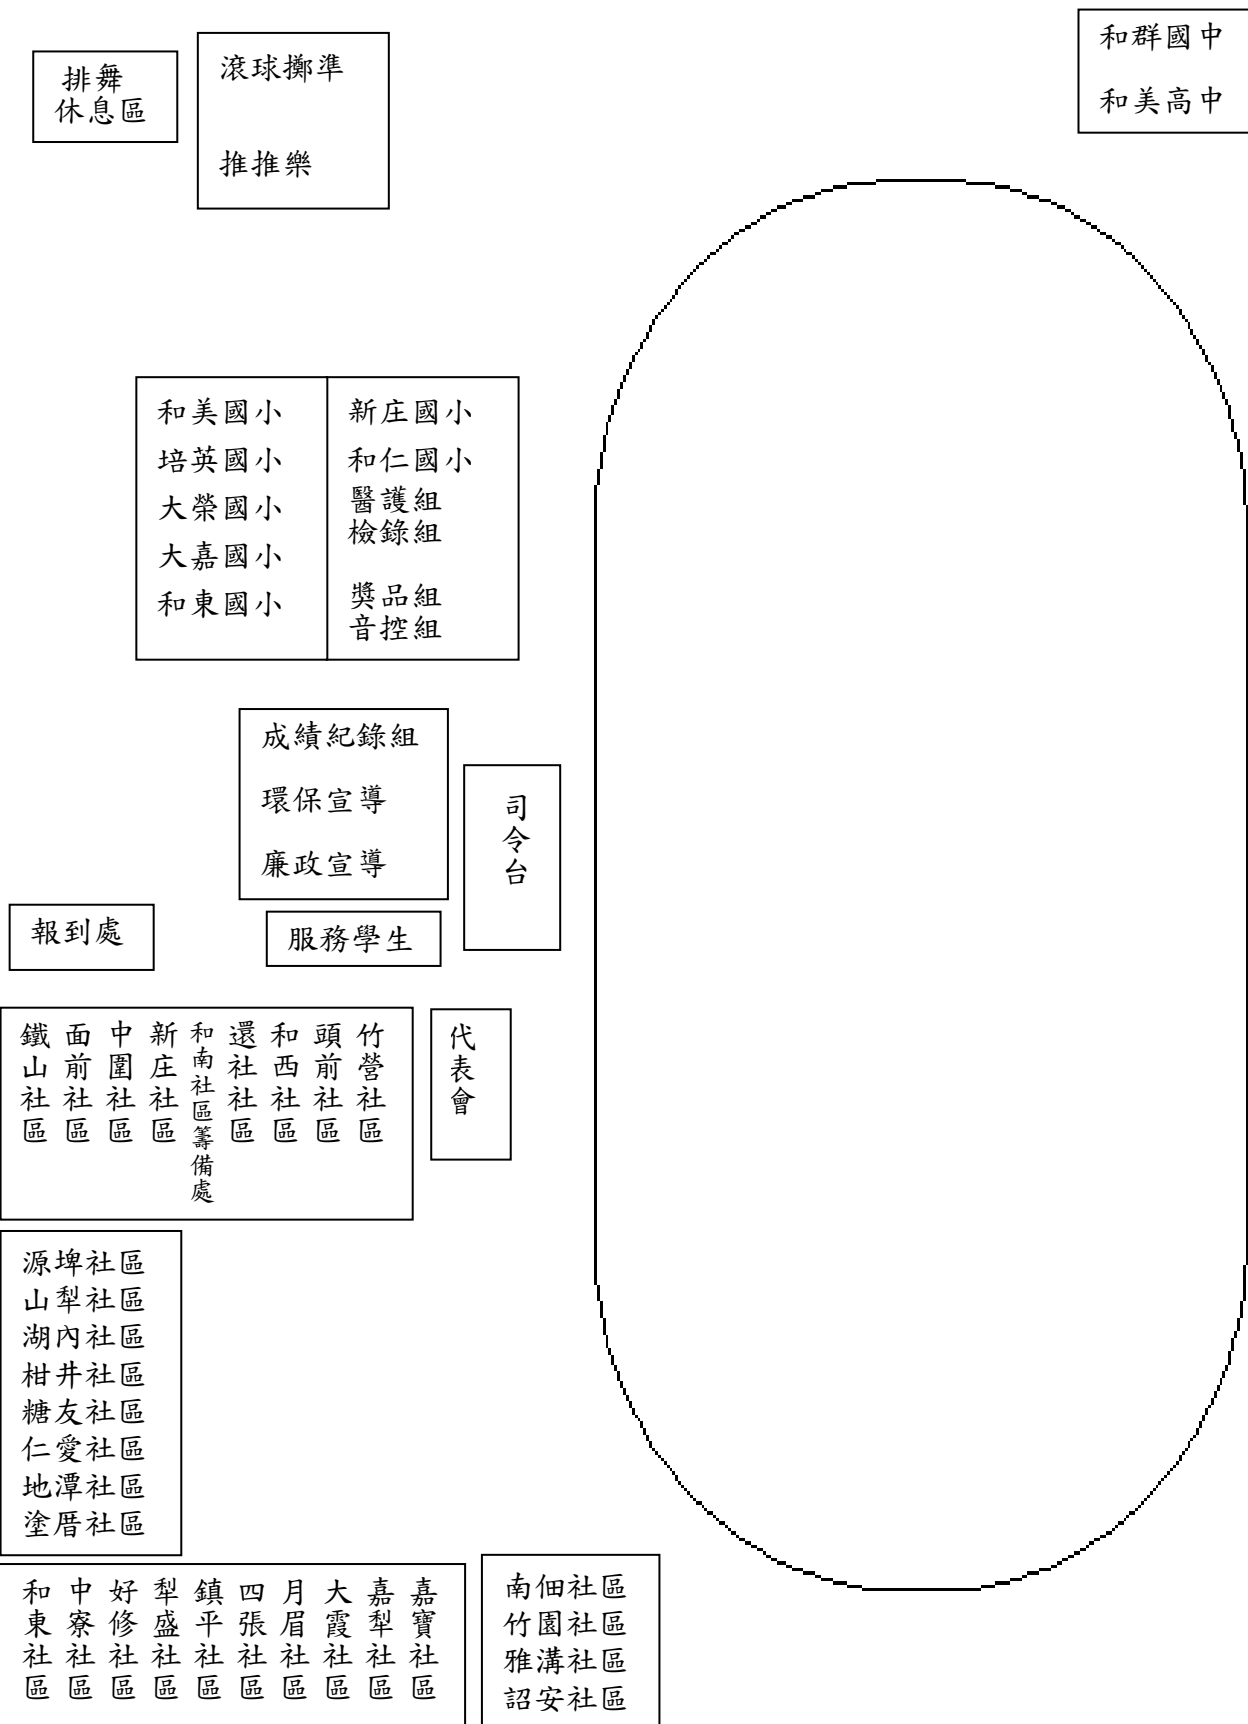 排舞
休息區
滾球擲準
推推樂
和群國中
和美高中
和美國小
培英國小
大榮國小
大嘉國小
和東國小
新庄國小
和仁國小
醫護組
檢錄組
獎品組
音控組
成績紀錄組
環保宣導
廉政宣導
司令台
報到處
服務學生
鐵山社區
面前社區
中圍社區
新庄社區
和南社區籌備處
還社社區
和西社區
頭前社區
竹營社區
代表會
源埤社區
山犁社區
湖內社區
柑井社區
糖友社區
仁愛社區
地潭社區
塗厝社區
和東社區
中寮社區
好修社區
犁盛社區
鎮平社區
四張社區
月眉社區
大霞社區
嘉犁社區
嘉寶社區
南佃社區
竹園社區
雅溝社區
詔安社區